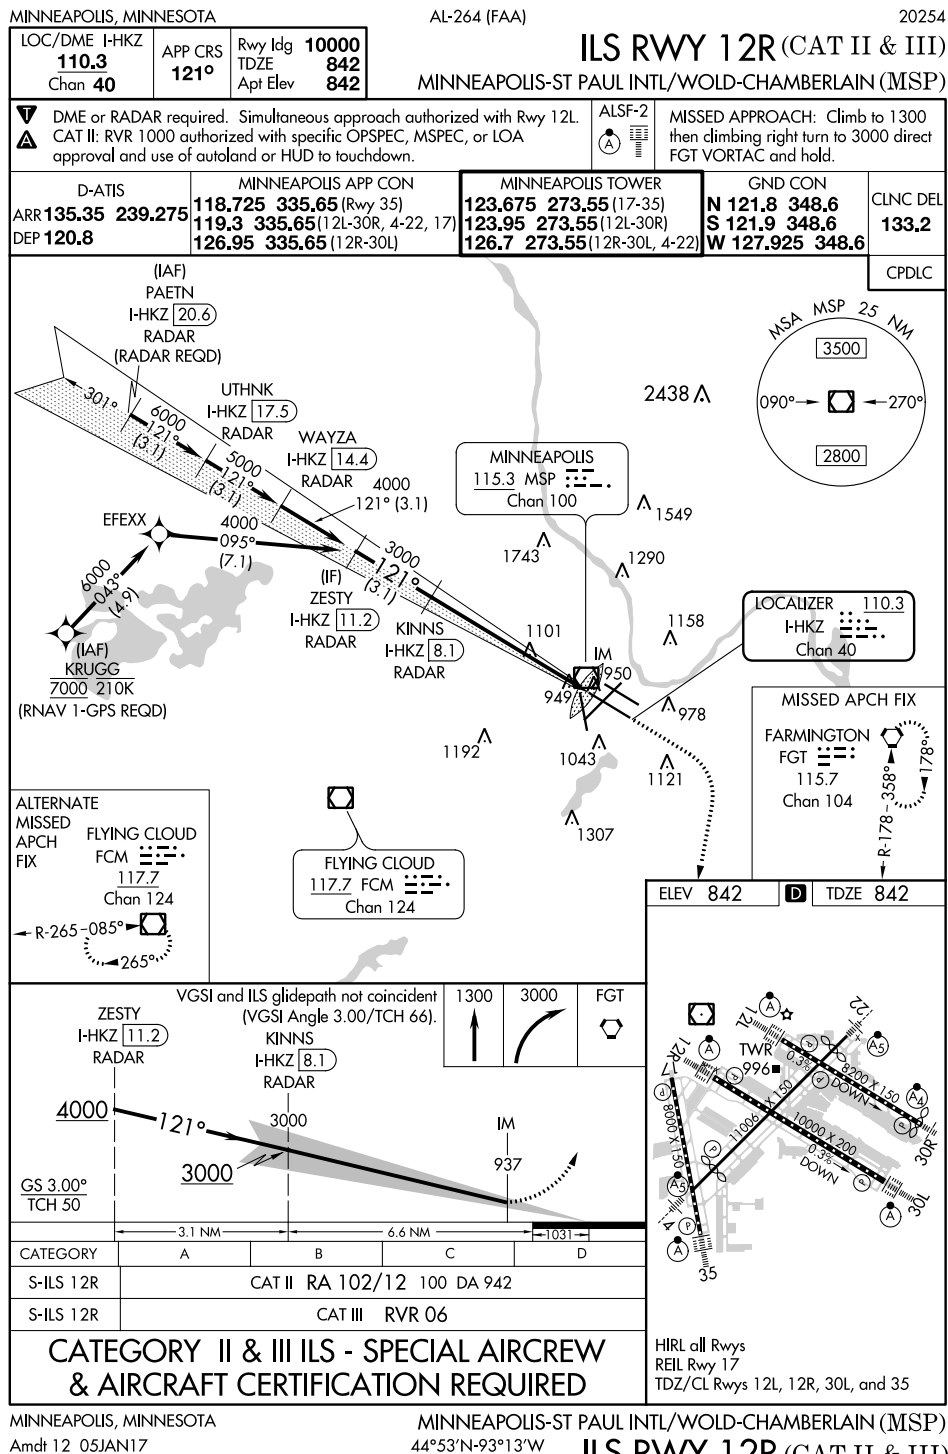 MINNEAPOLIS, MINNESOTA
AL-264 (FAA)
20254
LOC/DME I-HKZ
110.3
Chan 40
APP CRS
121°
Rwy ldg 10000
TDZE 842
Apt Elev 842
ILS RWY 12R (CAT II & III)
MINNEAPOLIS-ST PAUL INTL/WOLD-CHAMBERLAIN (MSP)
T
A
DME or RADAR required. Simultaneous approach authorized with Rwy 12L.
CAT II: RVR 1000 authorized with specific OPSPEC, MSPEC, or LOA
approval and use of autoland or HUD to touchdown.
ALSF-2
A
MISSED APPROACH: Climb to 1300
then climbing right turn to 3000 direct
FGT VORTAC and hold.
D-ATIS
ARR 135.35 239.275
DEP 120.8
MINNEAPOLIS APP CON
118.725 335.65 (Rwy 35)
119.3 335.65 (12L-30R, 4-22, 17)
126.95 335.65 (12R-30L)
MINNEAPOLIS TOWER
123.675 273.55 (17-35)
123.95 273.55 (12L-30R)
126.7 273.55 (12R-30L, 4-22)
GND CON
N 121.8 348.6
S 121.9 348.6
W 127.925 348.6
CLNC DEL
133.2
CPDLC
(IAF)
PAETN
I-HKZ 20.6
RADAR
(RADAR REQD)
301°
6000
121°
(3.1)
UTHNK
I-HKZ 17.5
RADAR
5000
121°
(3.1)
WAYZA
I-HKZ 14.4
RADAR
4000
121° (3.1)
MSA MSP 25 NM
3500
090°
270°
2800
2438
MINNEAPOLIS
115.3 MSP
Chan 100
1549
1743
1290
EFEXX
4000
095°
(7.1)
6000
043°
(4.9)
(IAF)
KRUGG
7000 210K
(RNAV 1-GPS REQD)
3000
121°
(3.1)
(IF)
ZESTY
I-HKZ 11.2
RADAR
KINNS
I-HKZ 8.1
RADAR
1101
IM
950
949
1158
LOCALIZER 110.3
I-HKZ
Chan 40
978
1192
1043
1121
1307
MISSED APCH FIX
FARMINGTON
FGT
115.7
Chan 104
178°
R-178
358°
ALTERNATE
MISSED
APCH
FIX
FLYING CLOUD
FCM
117.7
Chan 124
R-265
085°
265°
FLYING CLOUD
117.7 FCM
Chan 124
ELEV 842
D
TDZE 842
VGSI and ILS glidepath not coincident
(VGSI Angle 3.00/TCH 66).
1300
3000
FGT
ZESTY
I-HKZ 11.2
RADAR
KINNS
I-HKZ 8.1
RADAR
4000
121°
3000
3000
IM
937
GS 3.00°
TCH 50
3.1 NM
6.6 NM
1031
CATEGORY
A
B
C
D
S-ILS 12R
CAT II RA 102/12 100 DA 942
S-ILS 12R
CAT III RVR 06
CATEGORY II & III ILS - SPECIAL AIRCREW
& AIRCRAFT CERTIFICATION REQUIRED
12L
A
22
A5
P
12R
A
17
TWR
996
P
P
0.3%
DOWN
8200 X 150
A4
P
30R
P
8000 X 150
11006 X 150
10000 X 200
0.3%
DOWN
P
P
30L
A
A5
4
P
A
35
HIRL all Rwys
REIL Rwy 17
TDZ/CL Rwys 12L, 12R, 30L, and 35
MINNEAPOLIS, MINNESOTA
Amdt 12 05JAN17
44°53'N-93°13'W
MINNEAPOLIS-ST PAUL INTL/WOLD-CHAMBERLAIN (MSP)
ILS RWY 12R (CAT II & III)